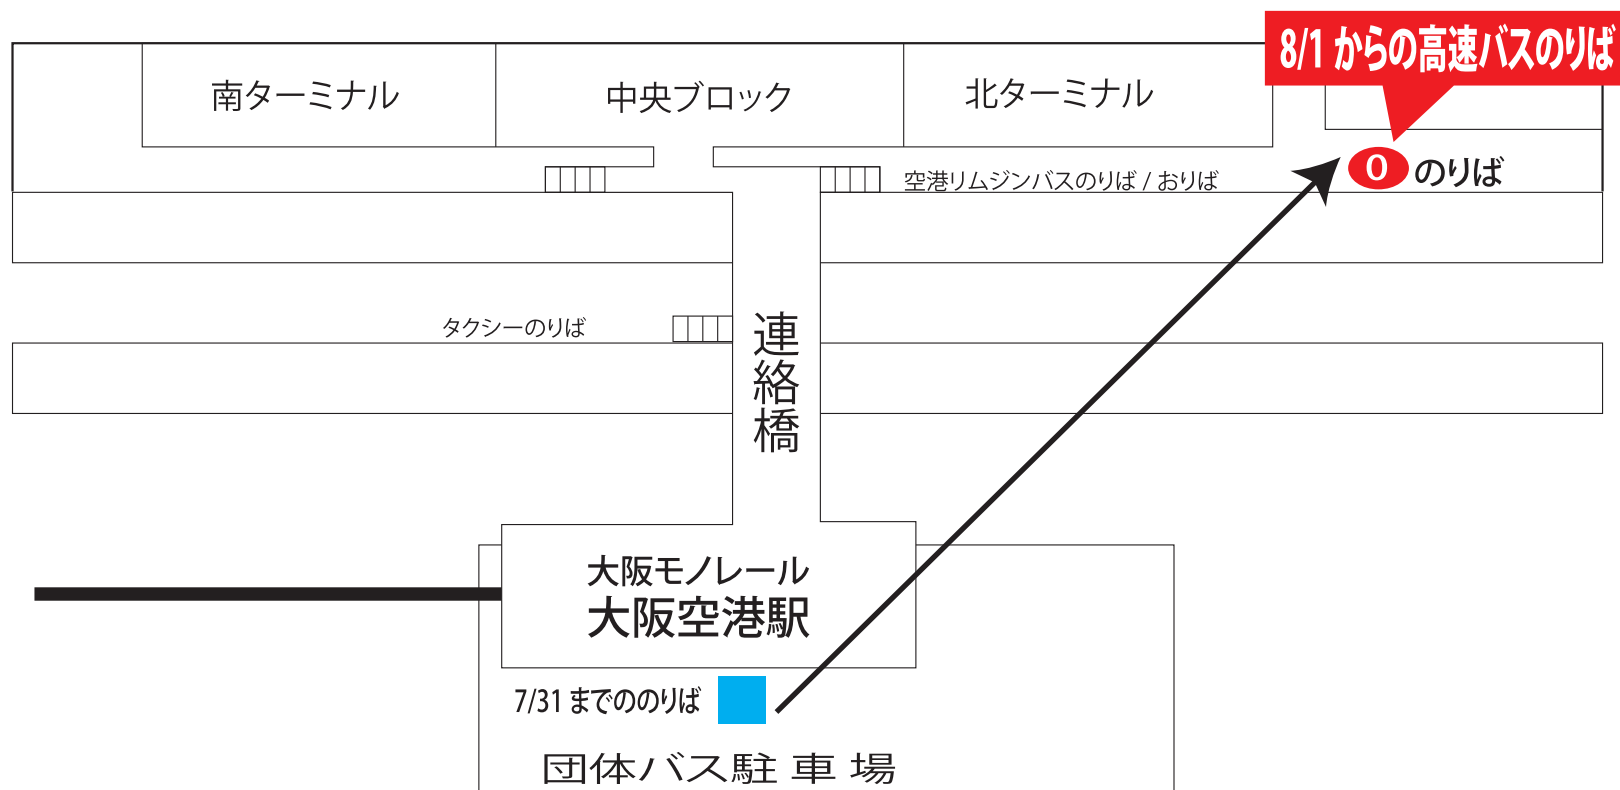 8/1 からの高速バスのりば
南ターミナル
中央ブロック
北ターミナル
0 のりば
空港リムジンバスのりば / おりば
タクシーのりば
連絡橋
大阪モノレール
大阪空港駅
7/31 までののりば
団体バス駐車場